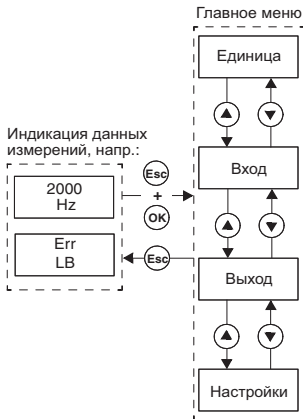 Главное меню
Единица
Индикация данных
измерений, напр.:
Esc
+
OK
2000
Hz
Вход
Err
LB
Esc
Выход
Настройки